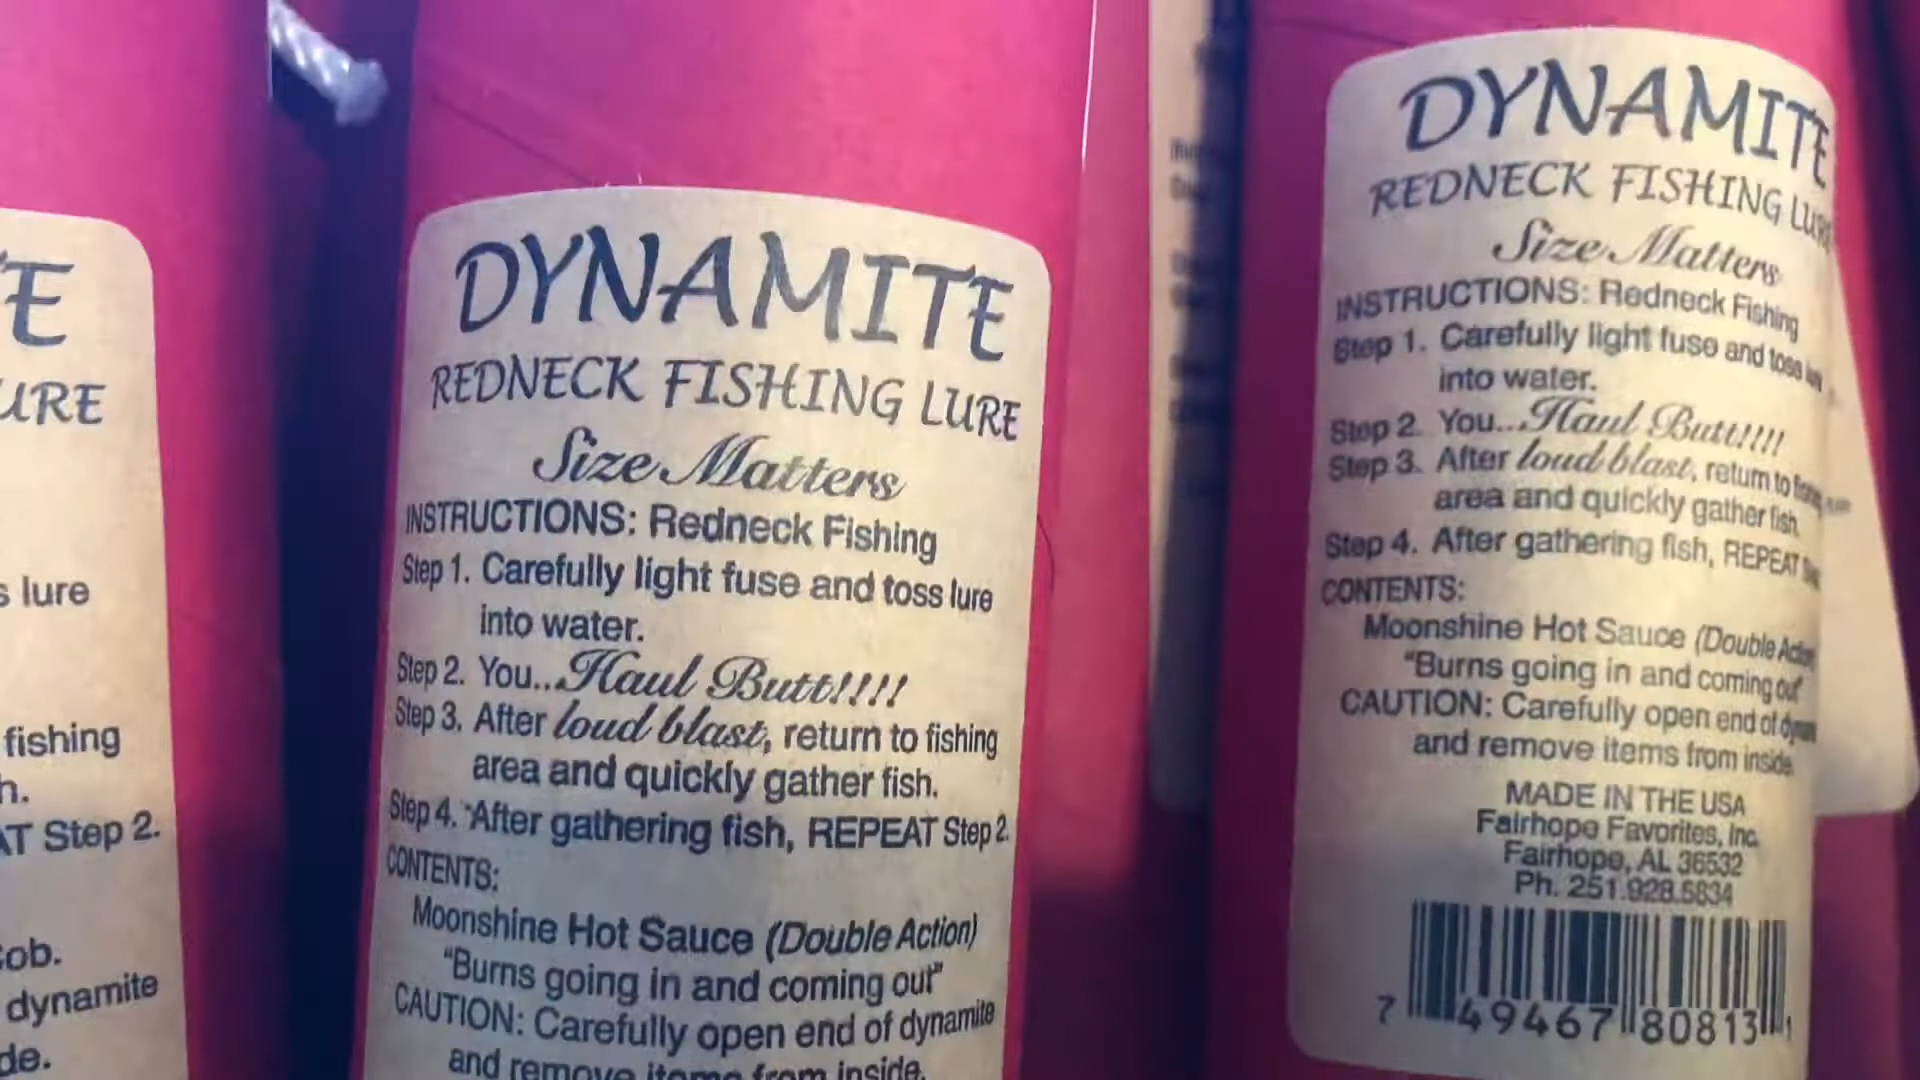 E
URE
s lure
fishing
h.
AT Step 2.
cob.
dynamite
de.
DYNAMITE
REDNECK FISHING LURE
Size Matters
INSTRUCTIONS: Redneck Fishing
Step 1. Carefully light fuse and toss lure
into water.
Step 2. You...Haul Butt!!!!
Step 3. After loud blast, return to fishing
area and quickly gather fish.
Step 4. After gathering fish, REPEAT Step 2.
CONTENTS:
Moonshine Hot Sauce (Double Action)
"Burns going in and coming out"
CAUTION: Carefully open end of dynamite
and remove items from inside.
DYNAMITE
REDNECK FISHING LURE
Size Matters
INSTRUCTIONS: Redneck Fishing
Step 1. Carefully light fuse and toss
into water.
Step 2. You...Haul Butt!!!!
Step 3. After loud blast, return to
area and quickly gather fish.
Step 4. After gathering fish, REPEAT
CONTENTS:
Moonshine Hot Sauce (Double Action
"Burns going in and coming out"
CAUTION: Carefully open end of
and remove items from inside.
MADE IN THE USA
Fairhope Favorites, Inc.
Fairhope, AL 36532
Ph. 251.928.5834
7 49467 80813 1